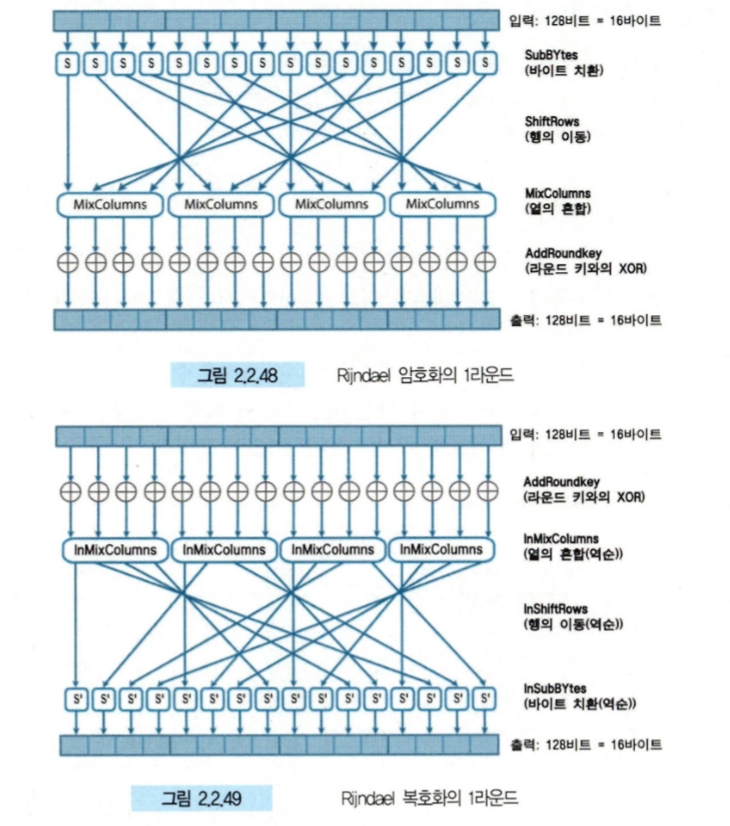 입력: 128비트 = 16바이트
S S S S S S S S S S S S S S S S
SubBYtes
(바이트 치환)
ShiftRows
(행의 이동)
MixColumns MixColumns MixColumns MixColumns
MixColumns
(열의 혼합)
AddRoundkey
(라운드 키와의 XOR)
출력: 128비트 = 16바이트
그림 2.2.48 Rijndael 암호화의 1라운드
입력: 128비트 = 16바이트
AddRoundkey
(라운드 키와의 XOR)
InMixColumns InMixColumns InMixColumns InMixColumns
InMixColumns
(열의 혼합(역순))
InShiftRows
(행의 이동(역순))
S' S' S' S' S' S' S' S' S' S' S' S' S' S' S' S'
InSubBYtes
(바이트 치환(역순))
출력: 128비트 = 16바이트
그림 2.2.49 Rijndael 복호화의 1라운드